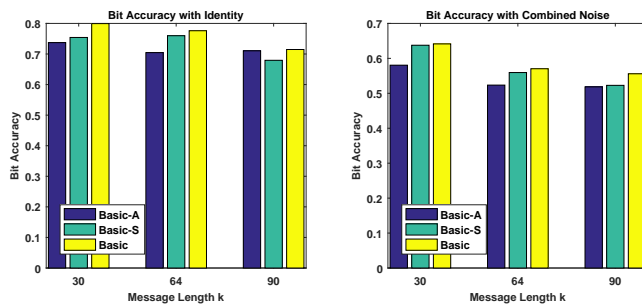 Bit Accuracy with Identity
0.8
0.7
0.6
0.5
0.4
0.3
0.2
0.1
0
Bit Accuracy
Basic-A
Basic-S
Basic
30
64
90
Message Length k
Bit Accuracy with Combined Noise
0.7
0.6
0.5
0.4
0.3
0.2
0.1
0
Bit Accuracy
Basic-A
Basic-S
Basic
30
64
90
Message Length k